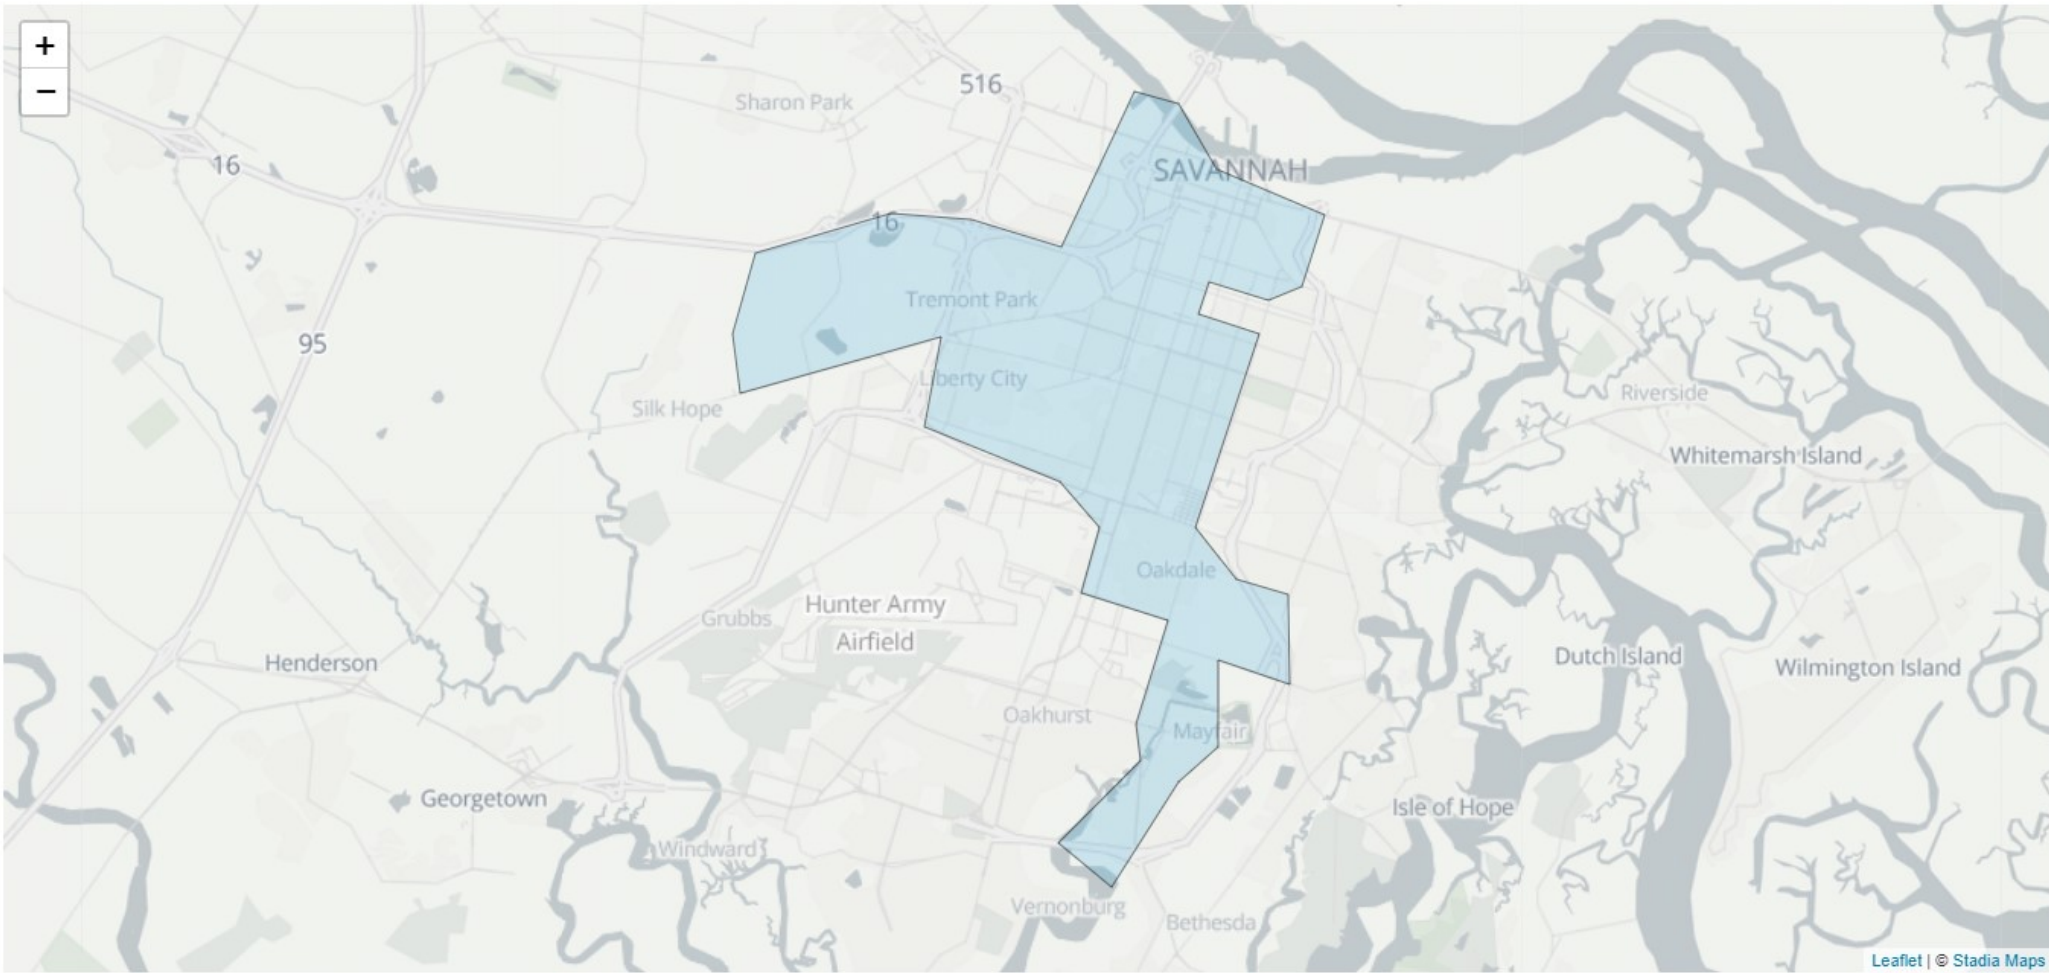 +
−
516
Sharon Park
16
SAVANNAH
16
Tremont Park
95
Liberty City
Silk Hope
Riverside
Whitemarsh Island
Oakdale
Grubbs
Hunter Army
Airfield
Henderson
Dutch Island
Wilmington Island
Oakhurst
Mayfair
Georgetown
Isle of Hope
Windward
Vernonburg
Bethesda
Leaflet | © Stadia Maps